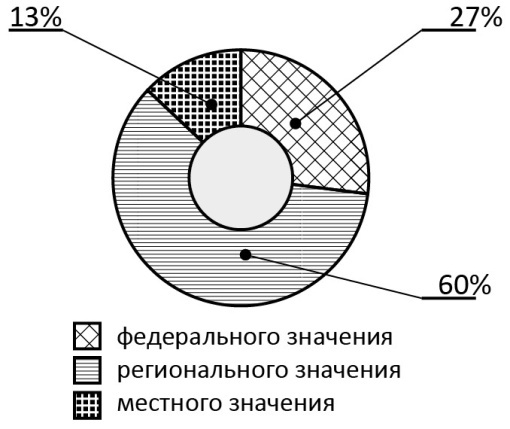 13%
27%
60%
федерального значения
регионального значения
местного значения